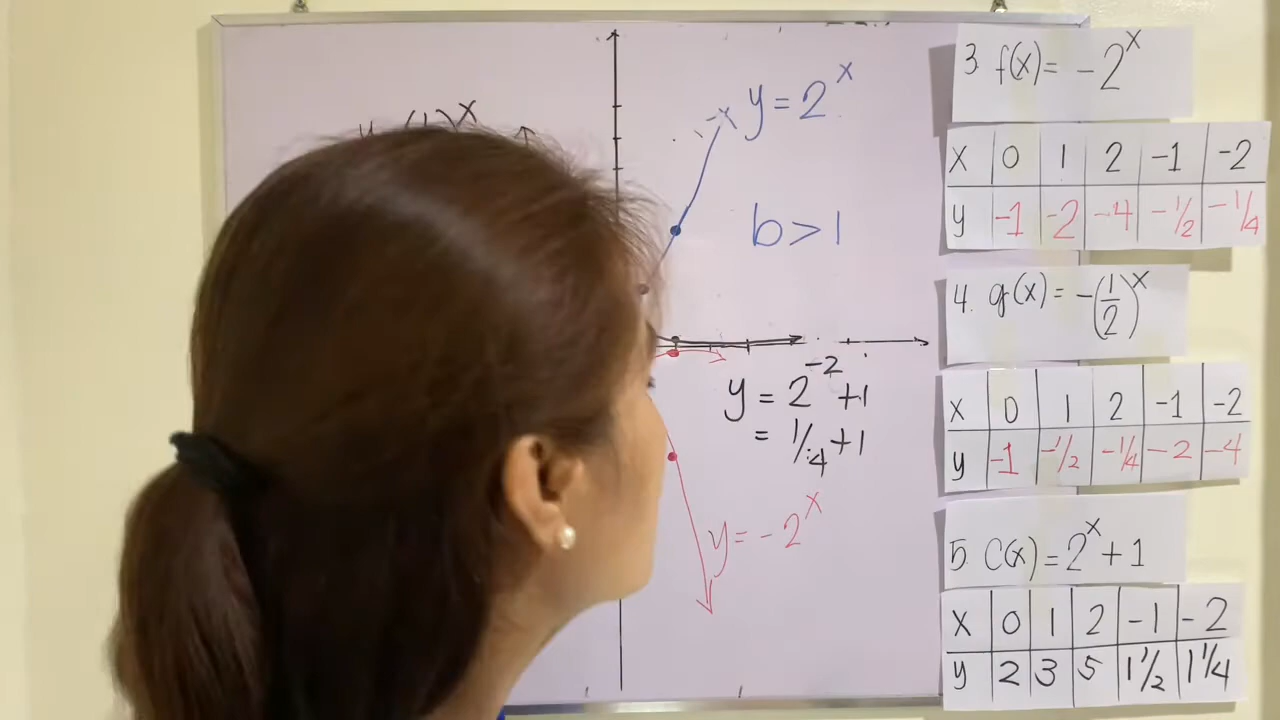 y = 2^x
b > 1
y = 2^-2 + 1
= 1/4 + 1
y = -2^x
3. f(x) = -2^x
x 0 1 2 -1 -2
y -1 -2 -4 -1/2 -1/4
4. g(x) = -(1/2)^x
x 0 1 2 -1 -2
y -1 -1/2 -1/4 -2 -4
5. C(x) = 2^x + 1
x 0 1 2 -1 -2
y 2 3 5 1 1/2 1 1/4